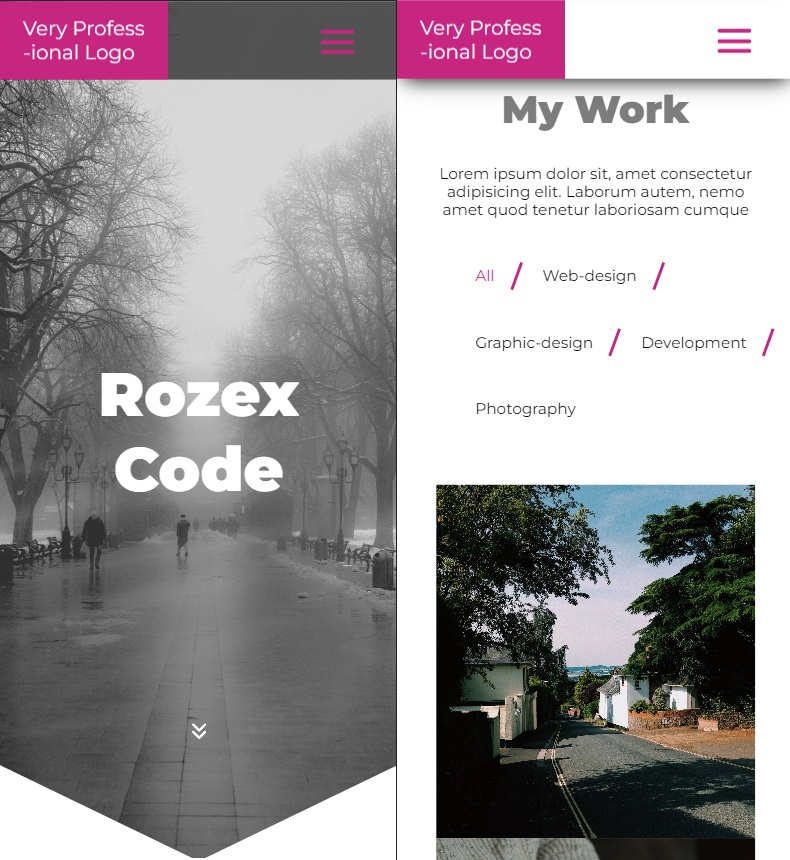 Very Profess
-ional Logo
Rozex
Code
Very Profess
-ional Logo
My Work
Lorem ipsum dolor sit, amet consectetur
adipisicing elit. Laborum autem, nemo
amet quod tenetur laboriosam cumque
All / Web-design /
Graphic-design / Development /
Photography